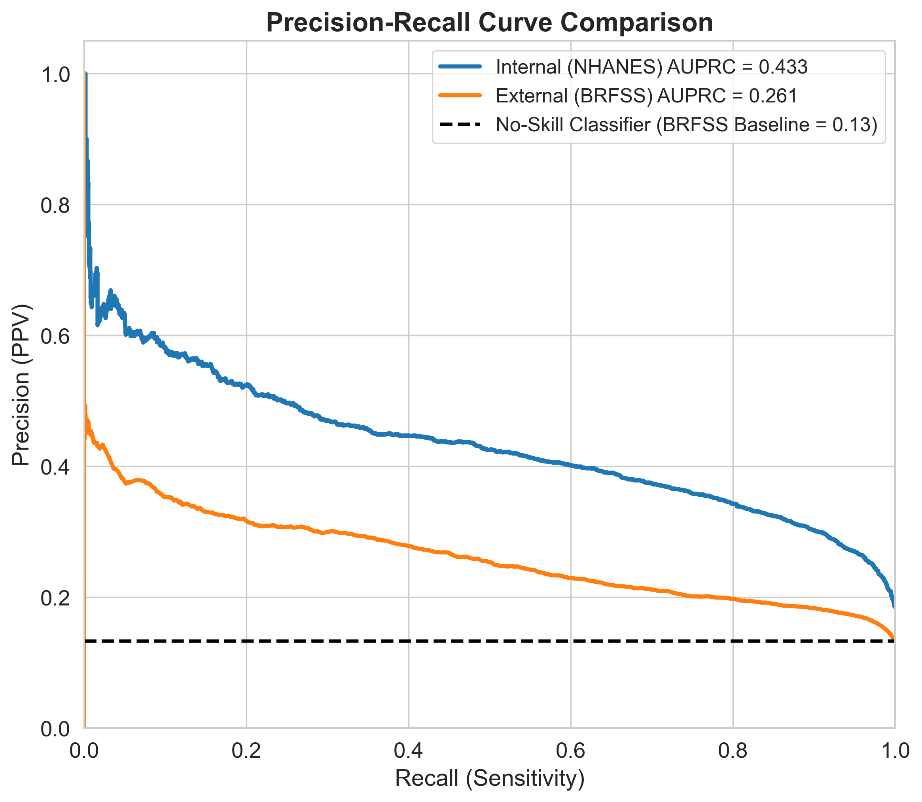 Precision-Recall Curve Comparison
Internal (NHANES) AUPRC = 0.433
External (BRFSS) AUPRC = 0.261
No-Skill Classifier (BRFSS Baseline = 0.13)
Precision (PPV)
1.0
0.8
0.6
0.4
0.2
0.0
0.0 0.2 0.4 0.6 0.8 1.0
Recall (Sensitivity)